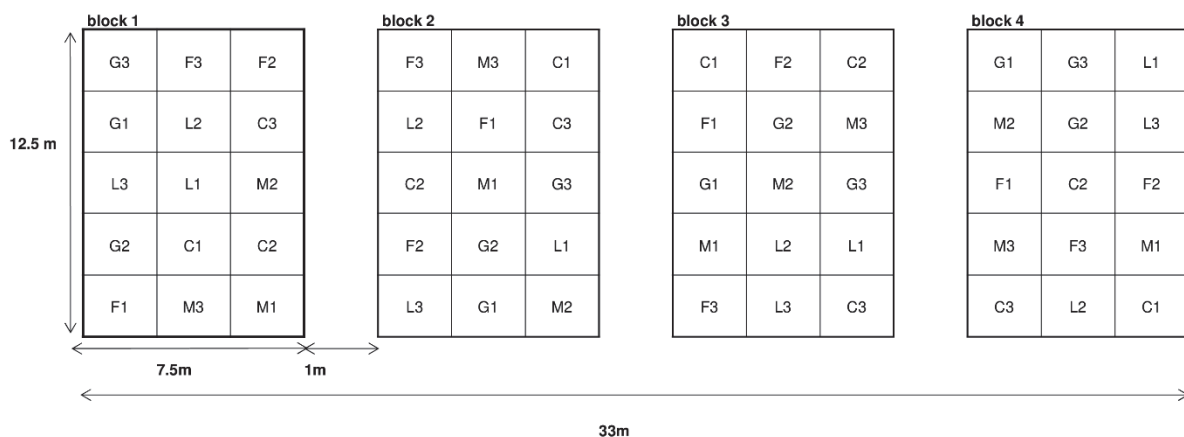 block 1 block 2 block 3 block 4
G3 F3 F2 F3 M3 C1 C1 F2 C2 G1 G3 L1
G1 L2 C3 L2 F1 C3 F1 G2 M3 M2 G2 L3
12.5 m
L3 L1 M2 C2 M1 G3 G1 M2 G3 F1 C2 F2
G2 C1 C2 F2 G2 L1 M1 L2 L1 M3 F3 M1
F1 M3 M1 L3 G1 M2 F3 L3 C3 C3 L2 C1
7.5m 1m
33m